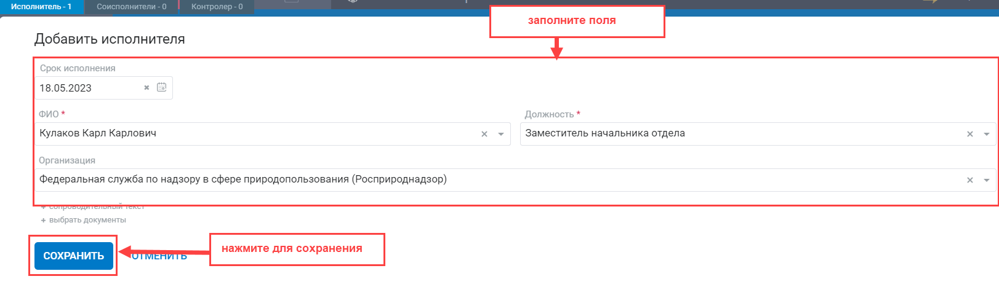 Исполнитель - 1
Соисполнители - 0
Контролер - 0
заполните поля
Добавить исполнителя
Срок исполнения
18.05.2023
ФИО *
Должность *
Кулаков Карл Карлович
Заместитель начальника отдела
Организация
Федеральная служба по надзору в сфере природопользования (Росприроднадзор)
+ сопроводительный текст
+ выбрать документы
СОХРАНИТЬ
ОТМЕНИТЬ
нажмите для сохранения